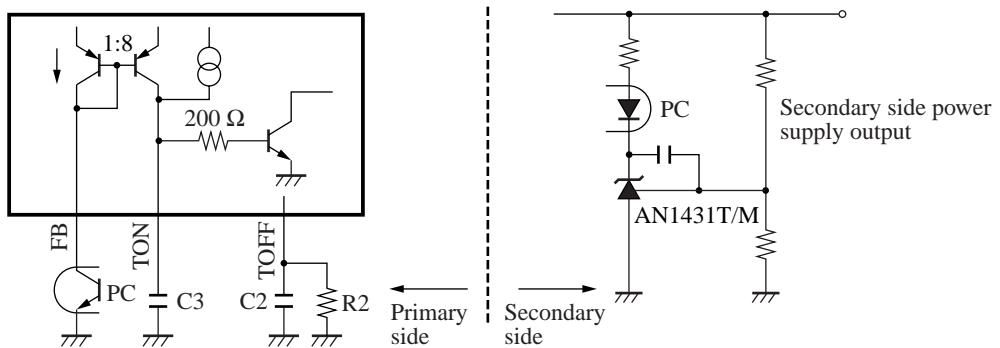 1:8
200 Ω
FB
TON
TOFF
PC
C3
C2
R2
Primary
side
Secondary
side
PC
AN1431T/M
Secondary side power
supply output